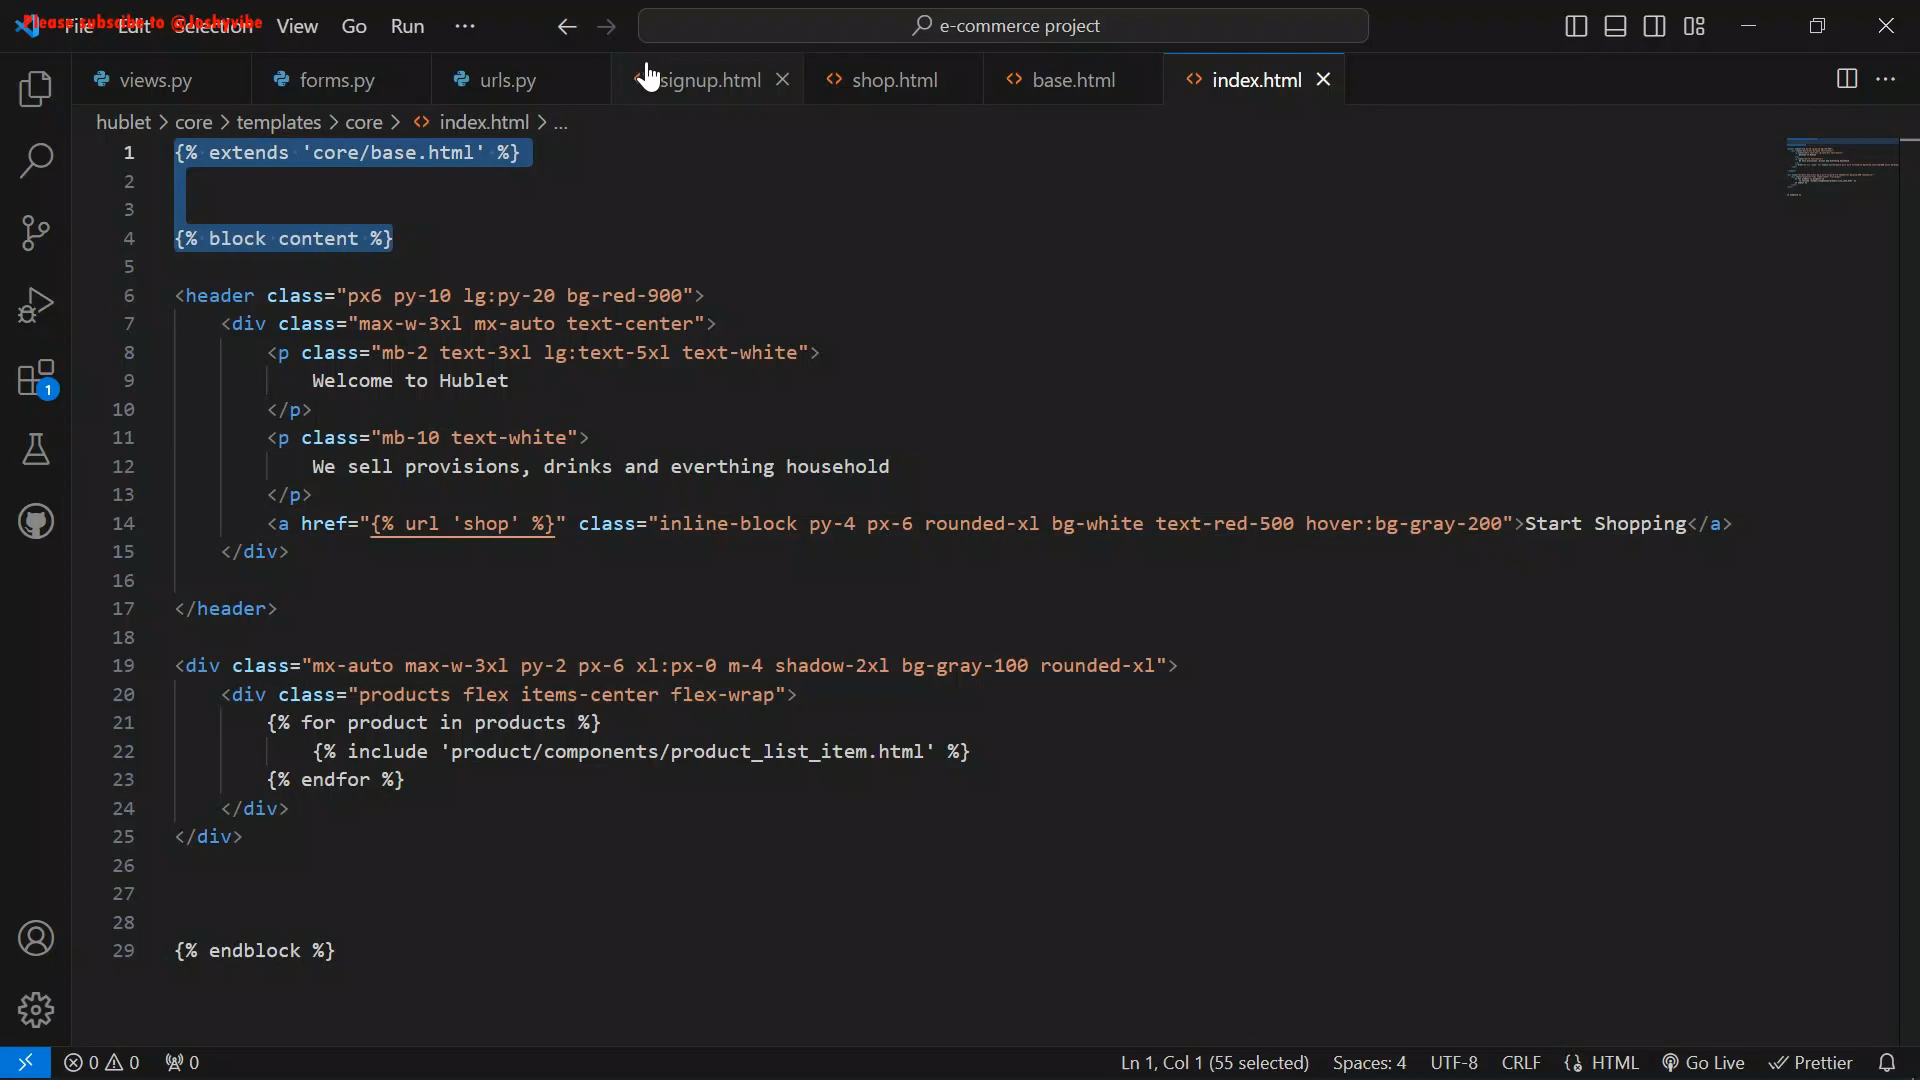 Please subscibe to @Joshyvibe
File Edit Selection View Go Run ··· e-commerce project
views.py forms.py urls.py signup.html shop.html base.html index.html
hublet > core > templates > core > index.html > ...
1 {% extends 'core/base.html' %}
2
3
4 {% block content %}
5
6 <header class="px6 py-10 lg:py-20 bg-red-900">
7 <div class="max-w-3xl mx-auto text-center">
8 <p class="mb-2 text-3xl lg:text-5xl text-white">
9 Welcome to Hublet
10 </p>
11 <p class="mb-10 text-white">
12 We sell provisions, drinks and everthing household
13 </p>
14 <a href="{% url 'shop' %}" class="inline-block py-4 px-6 rounded-xl bg-white text-red-500 hover:bg-gray-200">Start Shopping</a>
15 </div>
16
17 </header>
18
19 <div class="mx-auto max-w-3xl py-2 px-6 xl:px-0 m-4 shadow-2xl bg-gray-100 rounded-xl">
20 <div class="products flex items-center flex-wrap">
21 {% for product in products %}
22 {% include 'product/components/product_list_item.html' %}
23 {% endfor %}
24 </div>
25 </div>
26
27
28
29 {% endblock %}
1
0 0 0 Ln 1, Col 1 (55 selected) Spaces: 4 UTF-8 CRLF HTML Go Live Prettier